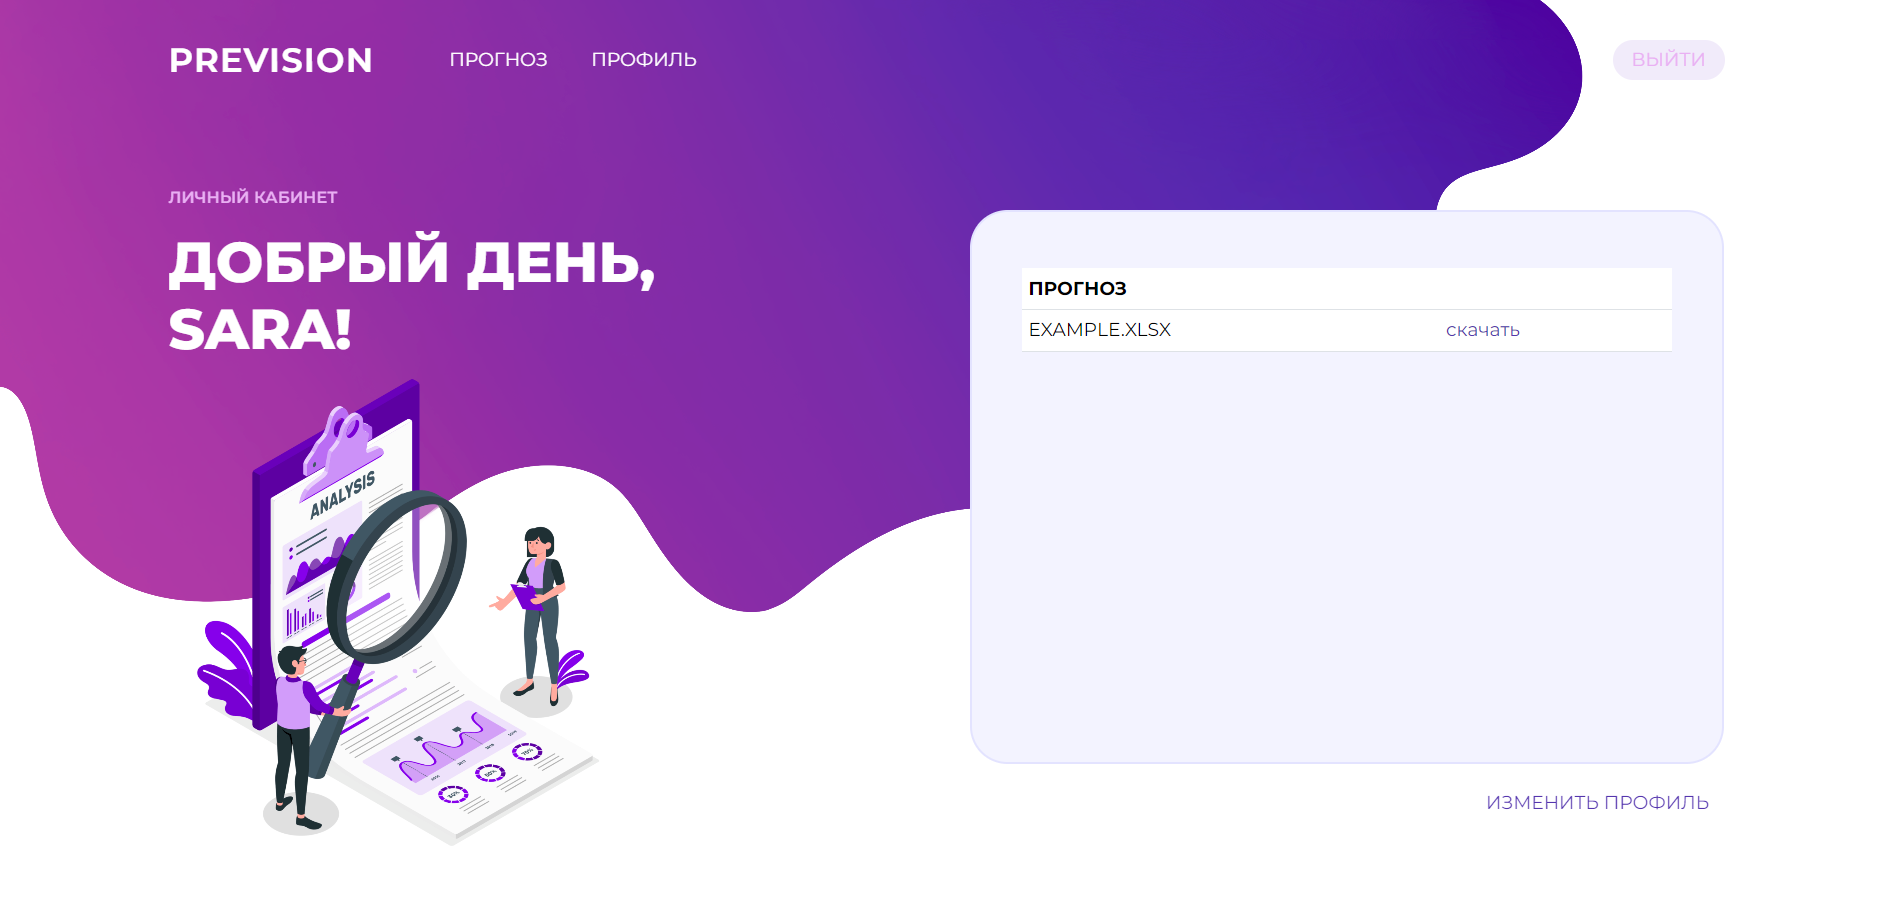 PREVISION
ПРОГНОЗ
ПРОФИЛЬ
ВЫЙТИ
ЛИЧНЫЙ КАБИНЕТ
ДОБРЫЙ ДЕНЬ,
SARA!
ПРОГНОЗ
EXAMPLE.XLSX скачать
ANALYSIS
ИЗМЕНИТЬ ПРОФИЛЬ